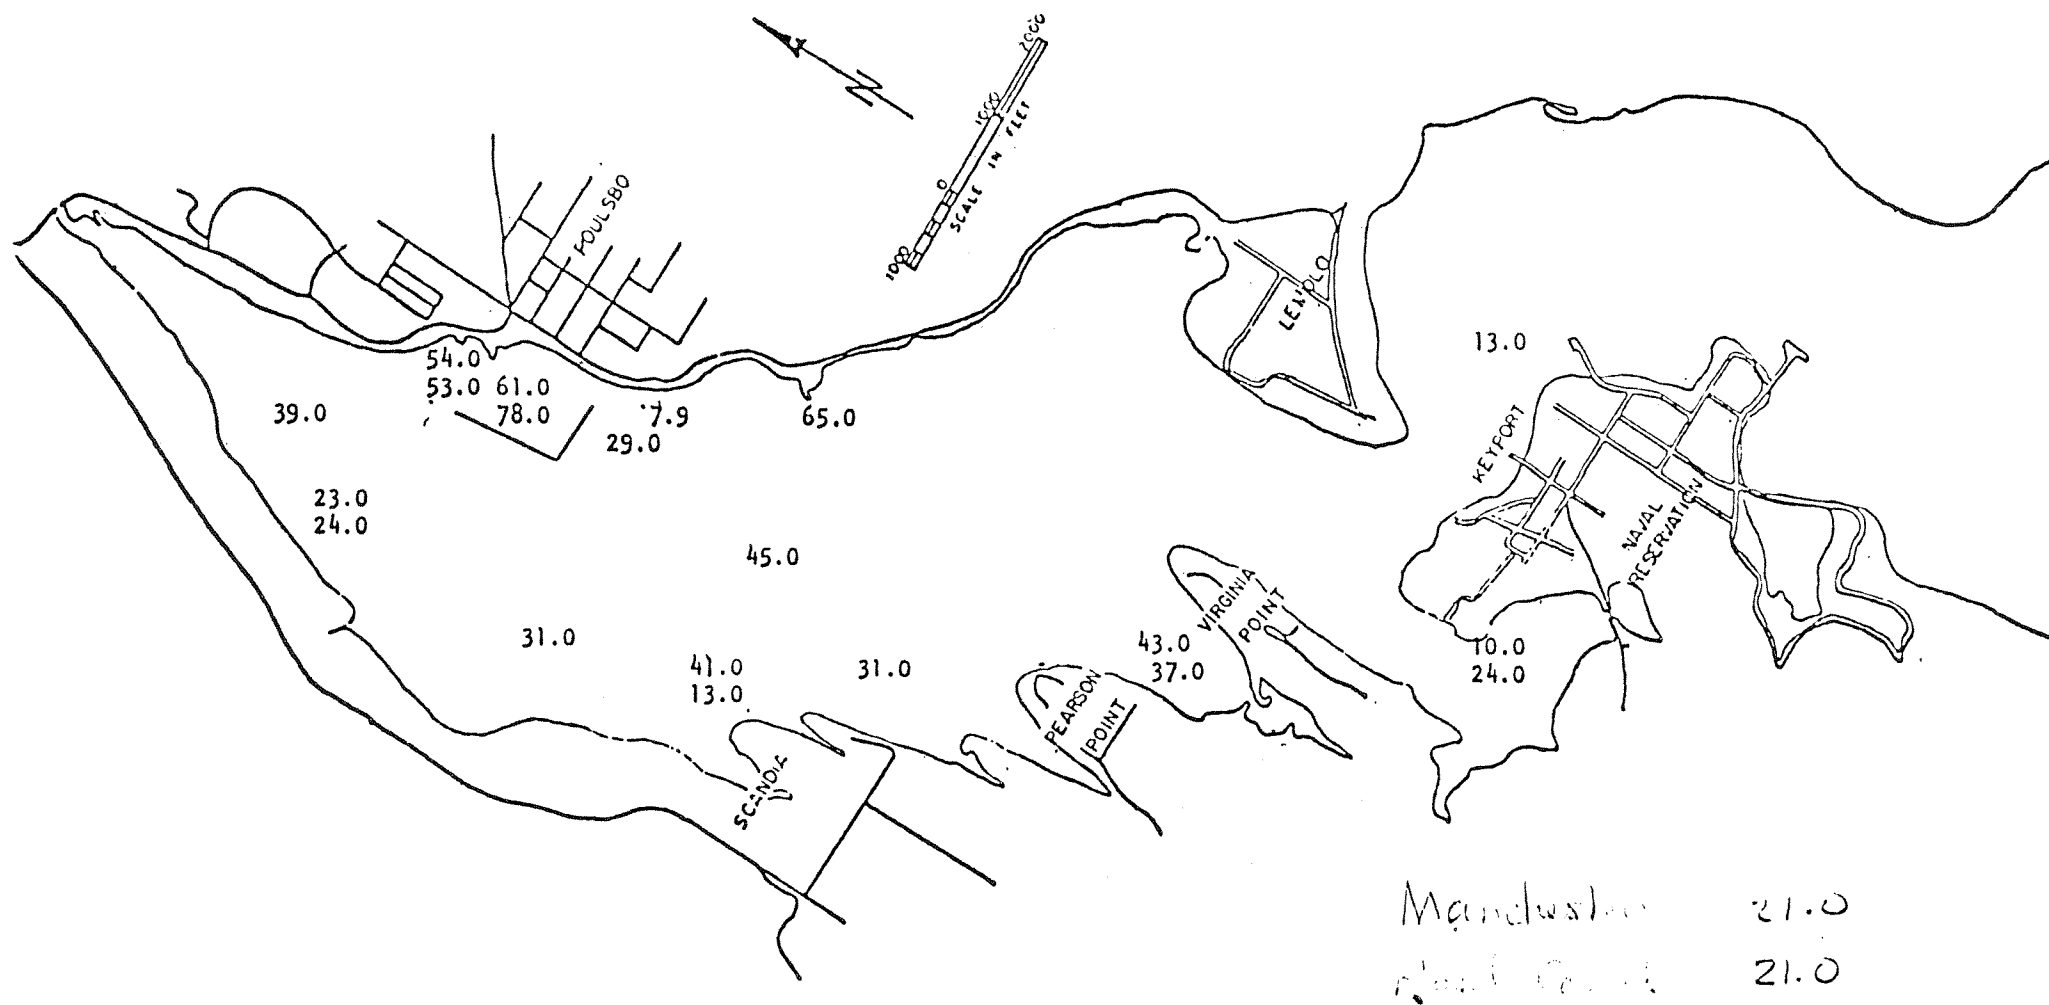 N
2000
1000
0
1000
SCALE IN FEET
POULSBO
54.0
53.0 61.0
39.0
78.0
7.9
65.0
29.0
13.0
23.0
24.0
KEYPORT
NAVAL
RESERVATION
45.0
VIRGINIA
POINT
31.0
43.0
37.0
10.0
24.0
41.0
13.0
31.0
PEARSON
POINT
SCANDIA
21.0
21.0